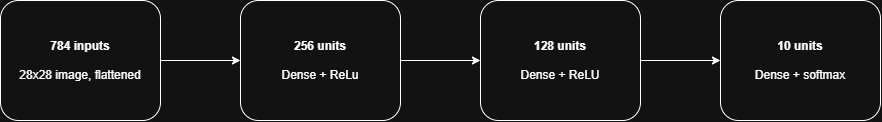 784 inputs
28x28 image, flattened
256 units
Dense + ReLu
128 units
Dense + ReLU
10 units
Dense + softmax